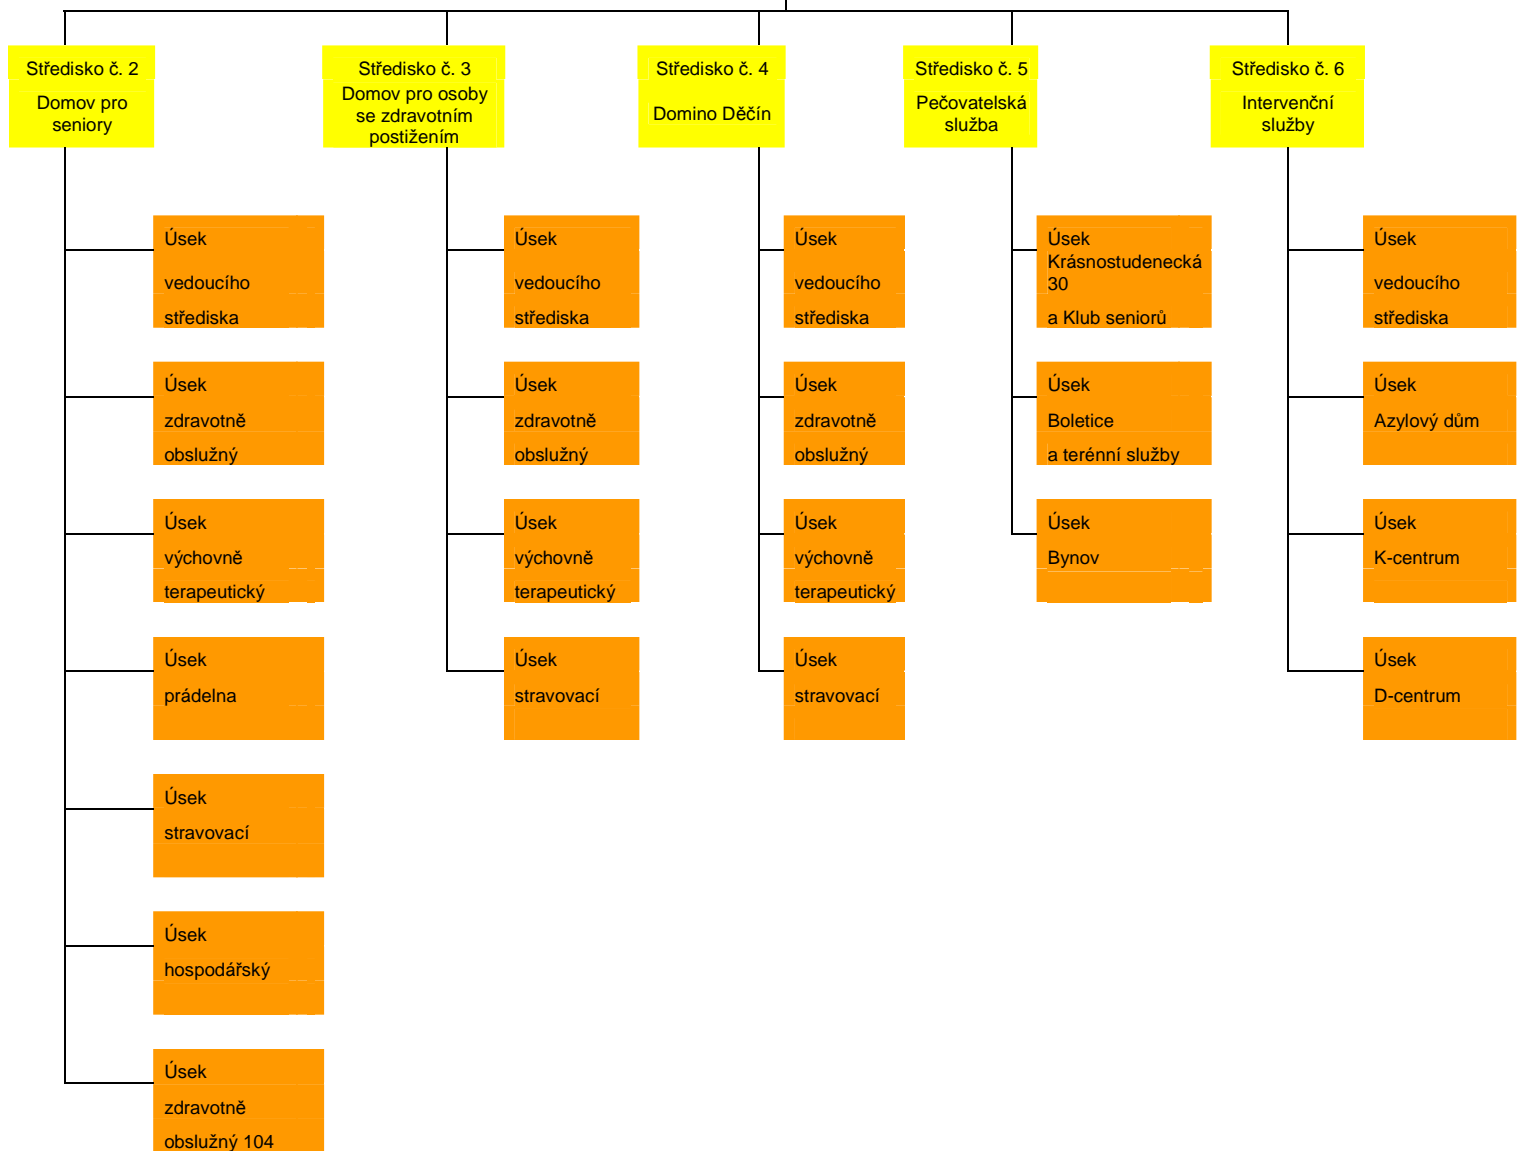 Středisko č. 2
Domov pro
seniory
Středisko č. 3
Domov pro osoby
se zdravotním
postižením
Středisko č. 4
Domino Děčín
Středisko č. 5
Pečovatelská
služba
Středisko č. 6
Intervenční
služby
Úsek
vedoucího
střediska
Úsek
zdravotně
obslužný
Úsek
výchovně
terapeutický
Úsek
prádelna
Úsek
stravovací
Úsek
hospodářský
Úsek
zdravotně
obslužný 104
Úsek
vedoucího
střediska
Úsek
zdravotně
obslužný
Úsek
výchovně
terapeutický
Úsek
stravovací
Úsek
vedoucího
střediska
Úsek
zdravotně
obslužný
Úsek
výchovně
terapeutický
Úsek
stravovací
Úsek
Krásnostudenecká
30
a Klub seniorů
Úsek
Boletice
a terénní služby
Úsek
Bynov
Úsek
vedoucího
střediska
Úsek
Azylový dům
Úsek
K-centrum
Úsek
D-centrum